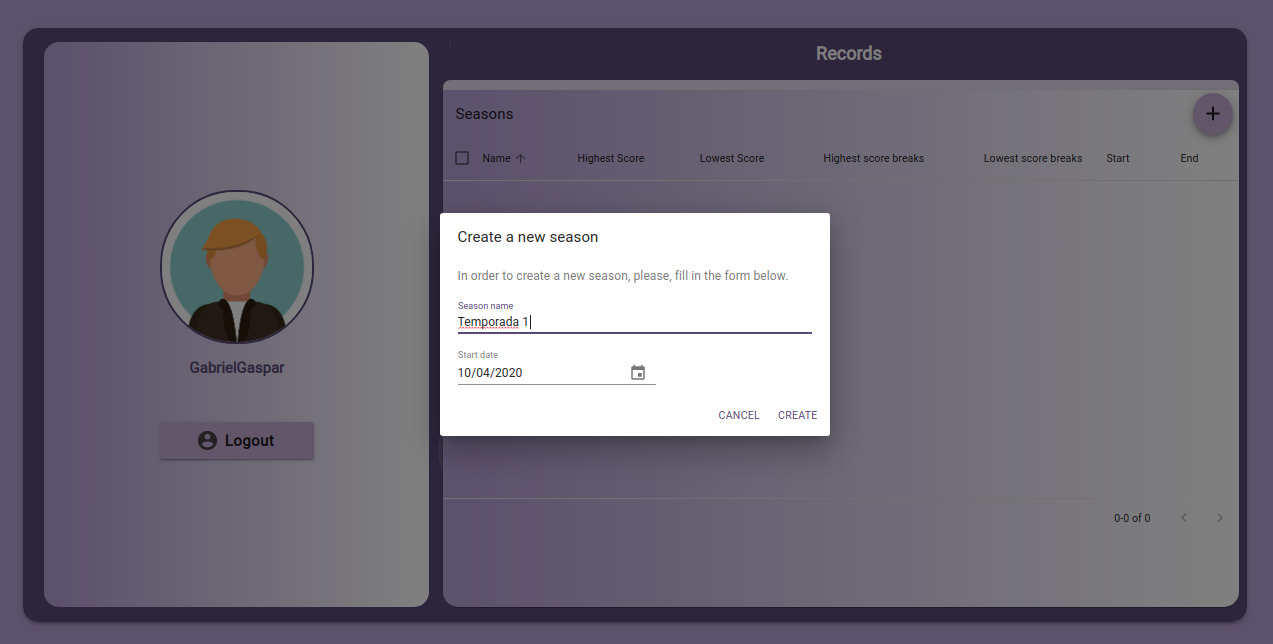 Records
Seasons
Name Highest Score Lowest Score Highest score breaks Lowest score breaks Start End
GabrielGaspar
Logout
Create a new season
In order to create a new season, please, fill in the form below.
Season name
Temporada 1
Start date
10/04/2020
CANCEL CREATE
0-0 of 0